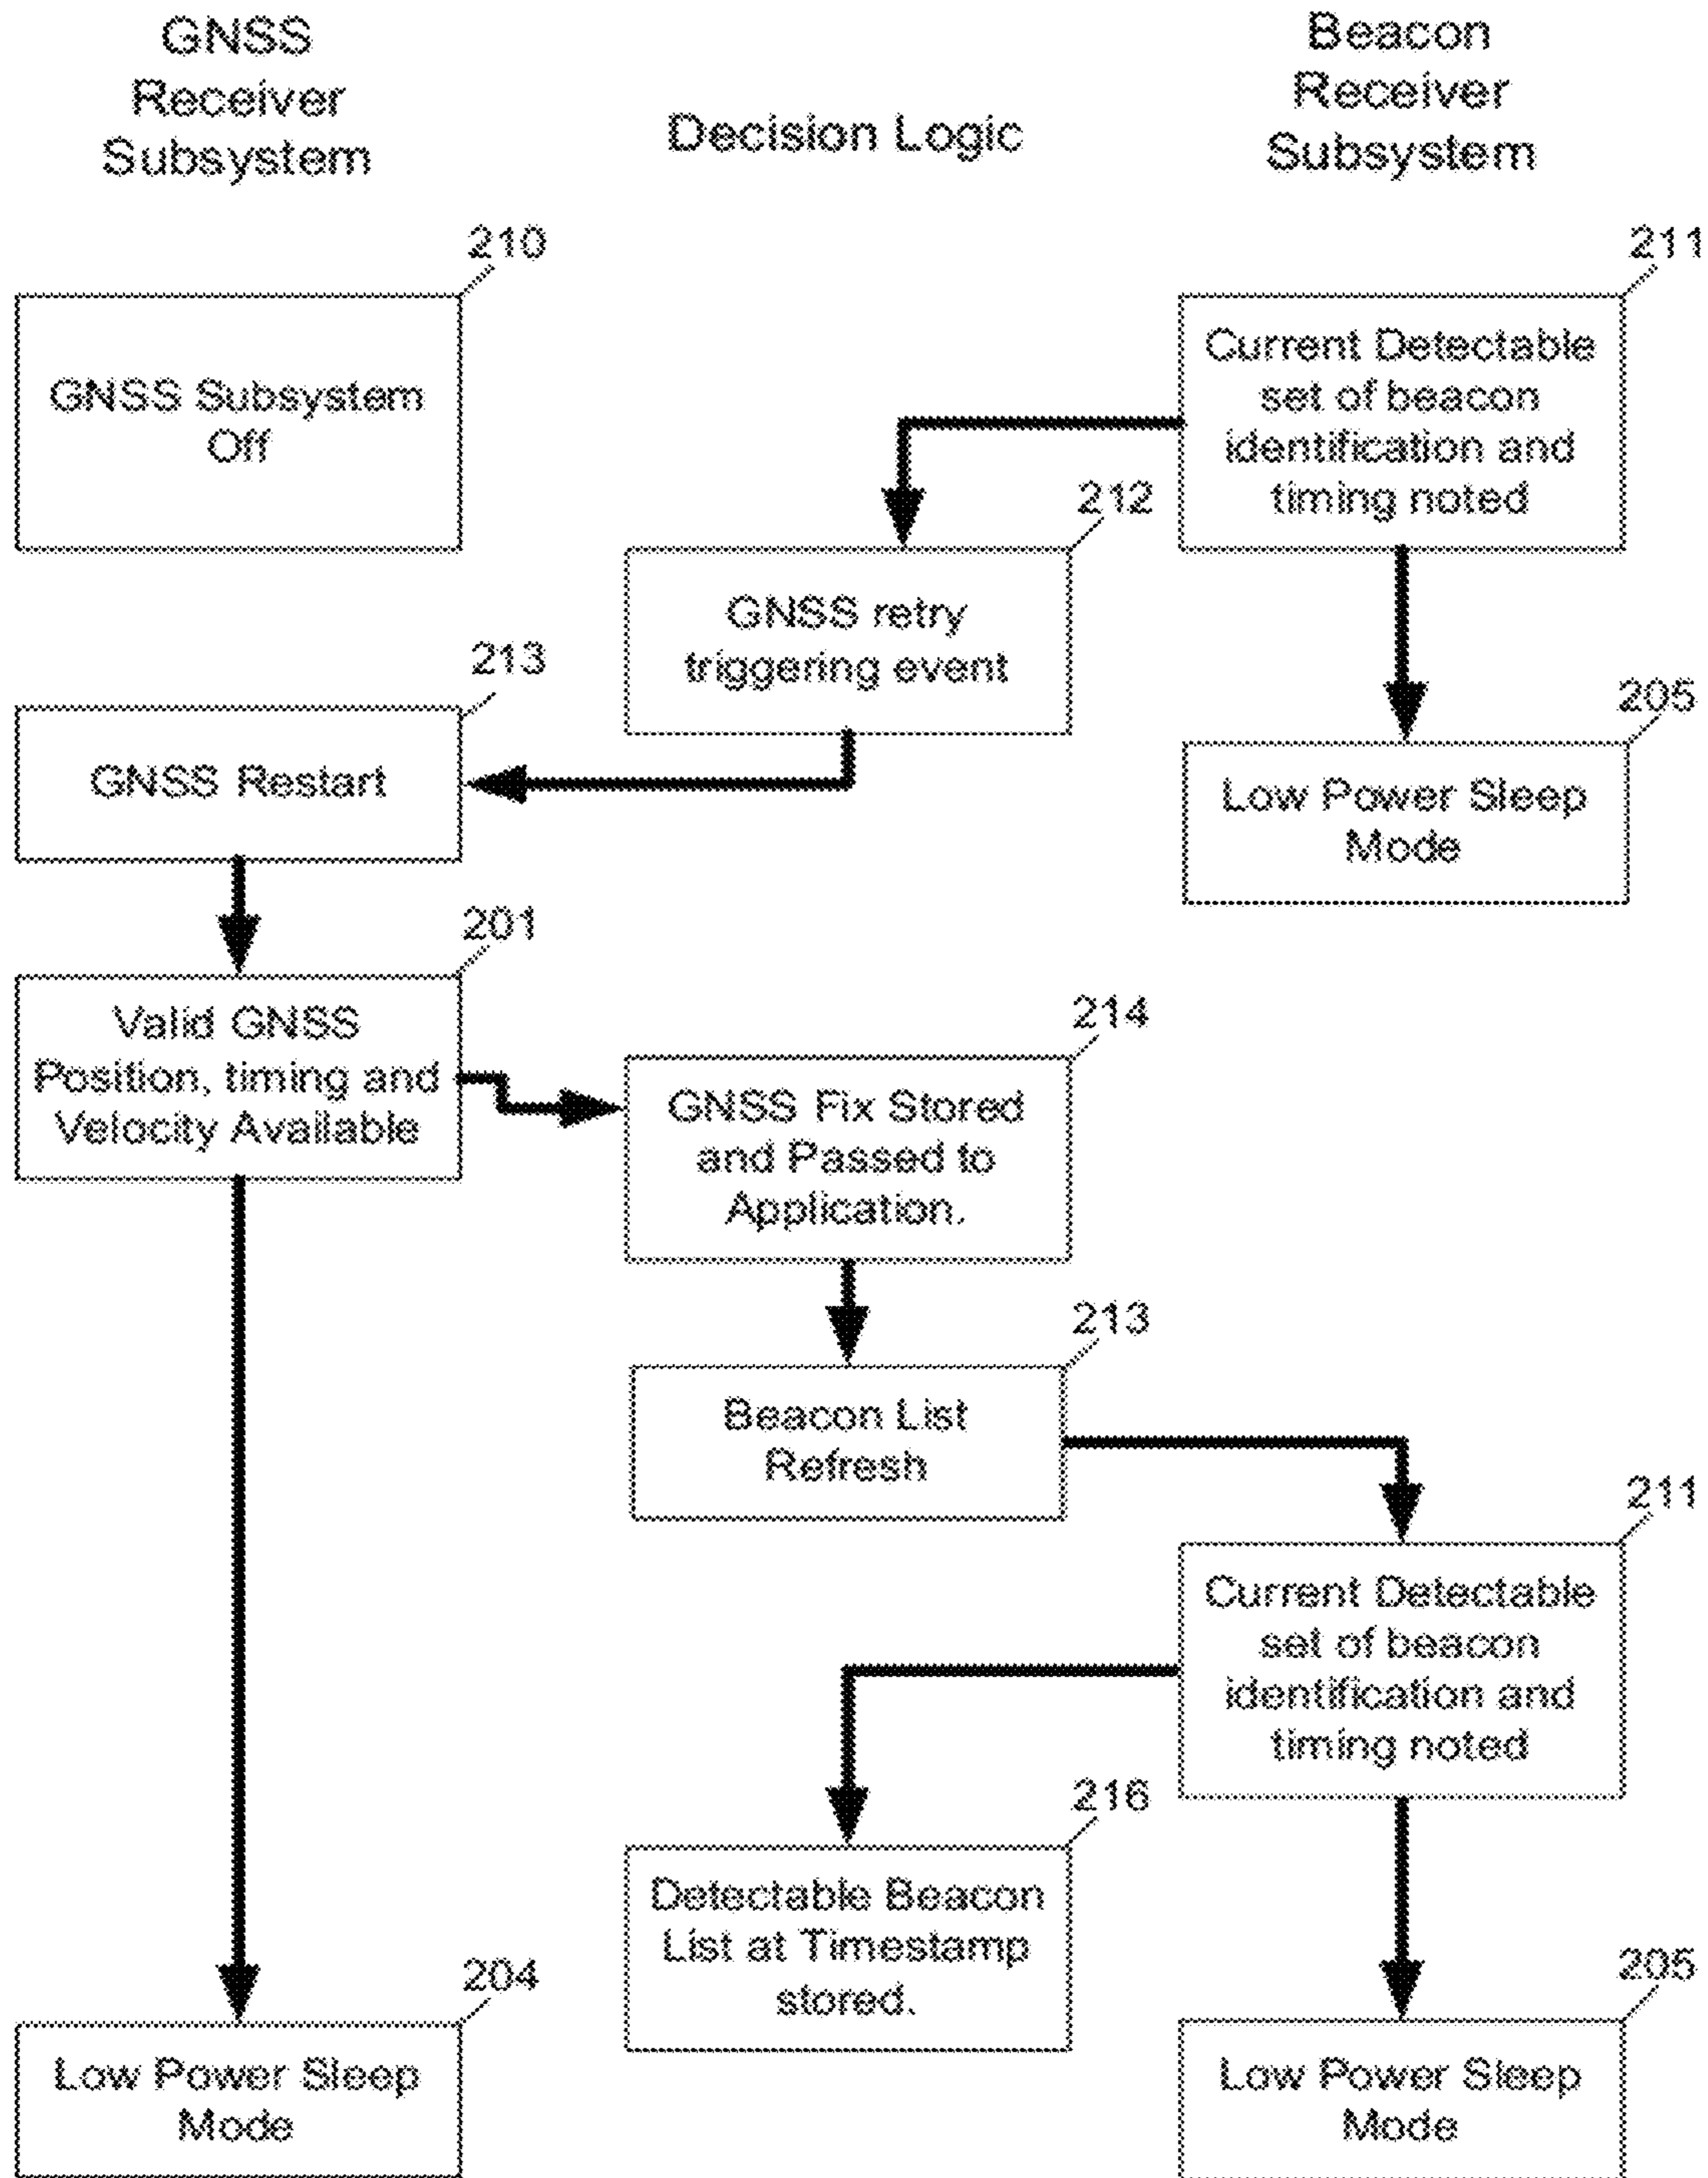 GNSS
Receiver
Subsystem
Decision Logic
Beacon
Receiver
Subsystem
210
GNSS Subsystem
Off
211
Current Detectable
set of beacon
identification and
timing noted
212
GNSS retry
triggering event
213
GNSS Restart
205
Low Power Sleep
Mode
201
Valid GNSS
Position, timing and
Velocity Available
214
GNSS Fix Stored
and Passed to
Application.
213
Beacon List
Refresh
211
Current Detectable
set of beacon
identification and
timing noted
216
Detectable Beacon
List at Timestamp
stored.
204
Low Power Sleep
Mode
205
Low Power Sleep
Mode